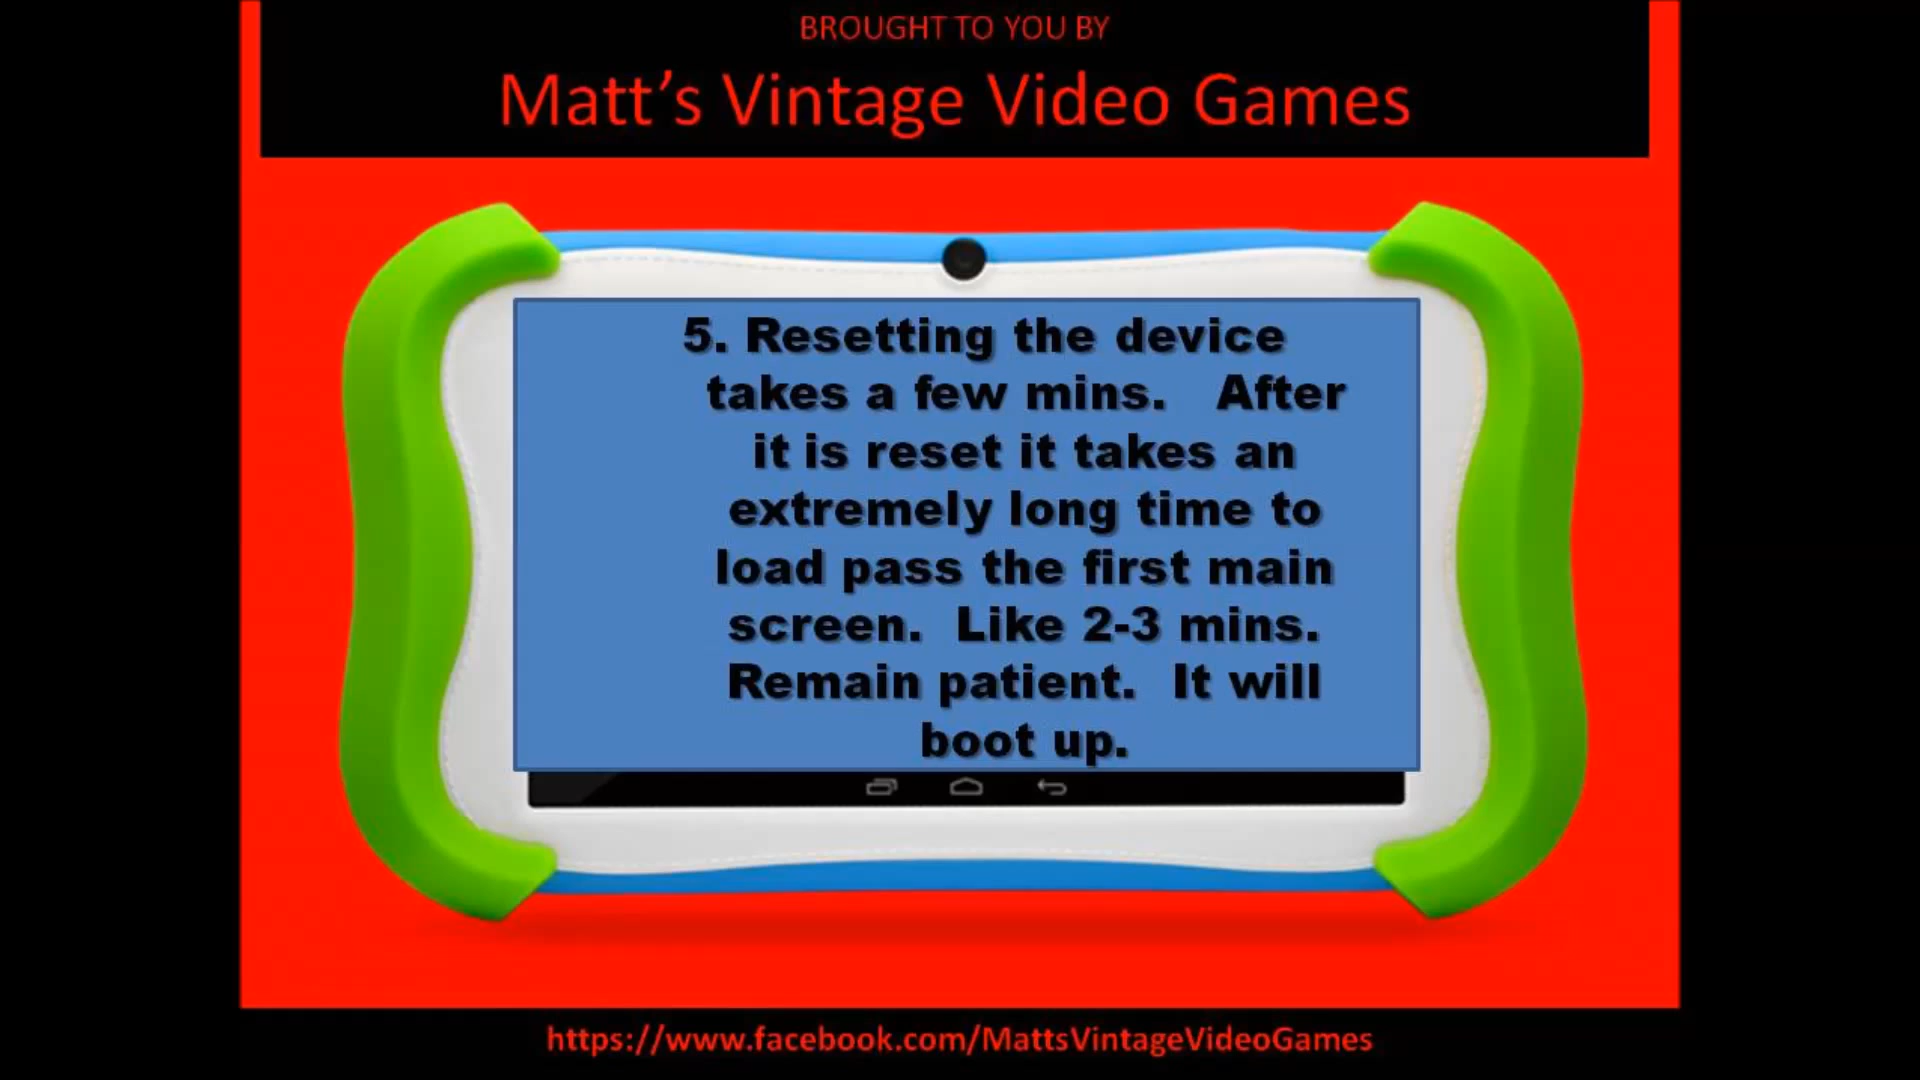 BROUGHT TO YOU BY
Matt's Vintage Video Games
5. Resetting the device
takes a few mins.   After
it is reset it takes an
extremely long time to
load pass the first main
screen.  Like 2-3 mins.
Remain patient.  It will
boot up.
https://www.facebook.com/MattsVintageVideoGames